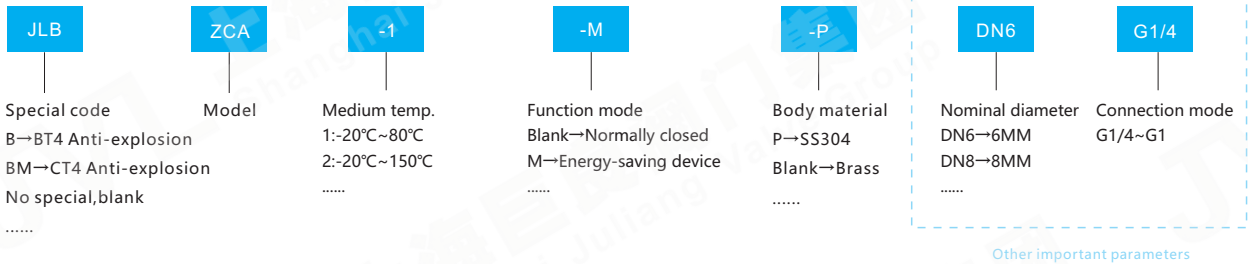 JLB
ZCA
-1
-M
-P
DN6
G1/4
Special code
B→BT4 Anti-explosion
BM→CT4 Anti-explosion
No special,blank
......
Model
Medium temp.
1:-20℃~80℃
2:-20℃~150℃
......
Function mode
Blank→Normally closed
M→Energy-saving device
......
Body material
P→SS304
Blank→Brass
......
Nominal diameter
DN6→6MM
DN8→8MM
......
Connection mode
G1/4~G1
Other important parameters